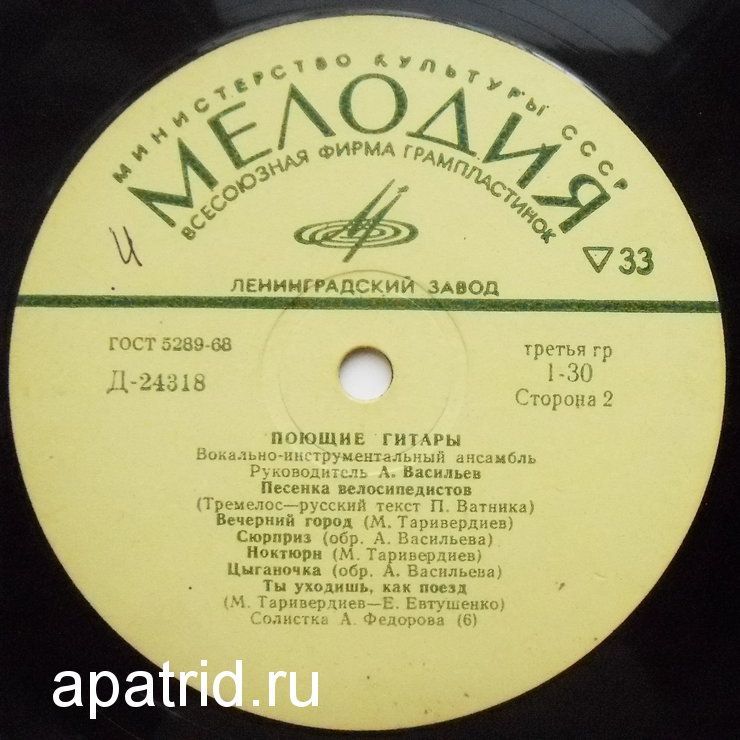 МИНИСТЕРСТВО КУЛЬТУРЫ СССР
МЕЛОДИЯ
ВСЕСОЮЗНАЯ ФИРМА ГРАМПЛАСТИНОК
33
ЛЕНИНГРАДСКИЙ ЗАВОД
и
ГОСТ 5289-68
Д-24318
третья гр
1-30
Сторона 2
ПОЮЩИЕ ГИТАРЫ
Вокально-инструментальный ансамбль
Руководитель А. Васильев
Песенка велосипедистов
(Тремелос—русский текст П. Ватника)
Вечерний город (М. Таривердиев)
Сюрприз (обр. А. Васильева)
Ноктюрн (М. Таривердиев)
Цыганочка (обр. А. Васильева)
Ты уходишь, как поезд
(М. Таривердиев—Е. Евтушенко)
Солистка А. Федорова (6)
apatrid.ru